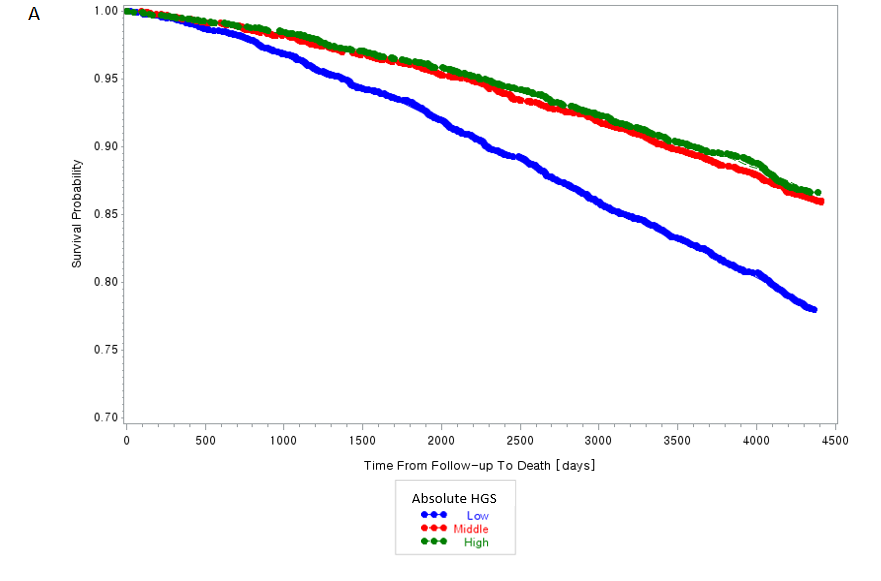 A
1.00
0.95
0.90
0.85
0.80
0.75
0.70
Survival Probability
0 500 1000 1500 2000 2500 3000 3500 4000 4500
Time From Follow-up To Death [days]
Absolute HGS
Low
Middle
High